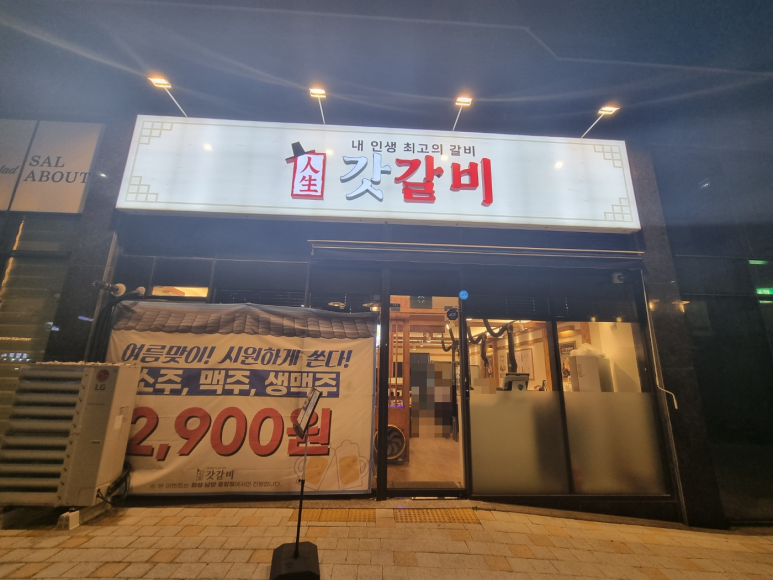 내 인생 최고의 갈비
人生
갓갈비
SAL
ABOUT
여름맞이! 시원하게 쏜다!
소주, 맥주, 생맥주
2,900원
갓갈비
LG